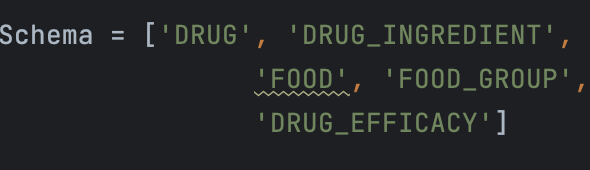 Schema = ['DRUG', 'DRUG_INGREDIENT',
'FOOD', 'FOOD_GROUP',
'DRUG_EFFICACY']